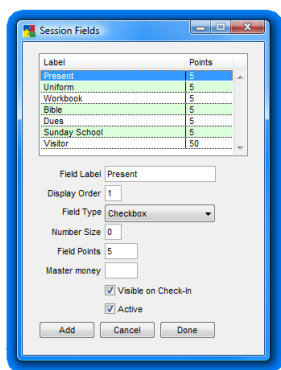 Session Fields
Label Points
Present 5
Uniform 5
Workbook 5
Bible 5
Dues 5
Sunday School 5
Visitor 50
Field Label Present
Display Order 1
Field Type Checkbox
Number Size 0
Field Points 5
Master money
Visible on Check-In
Active
Add Cancel Done